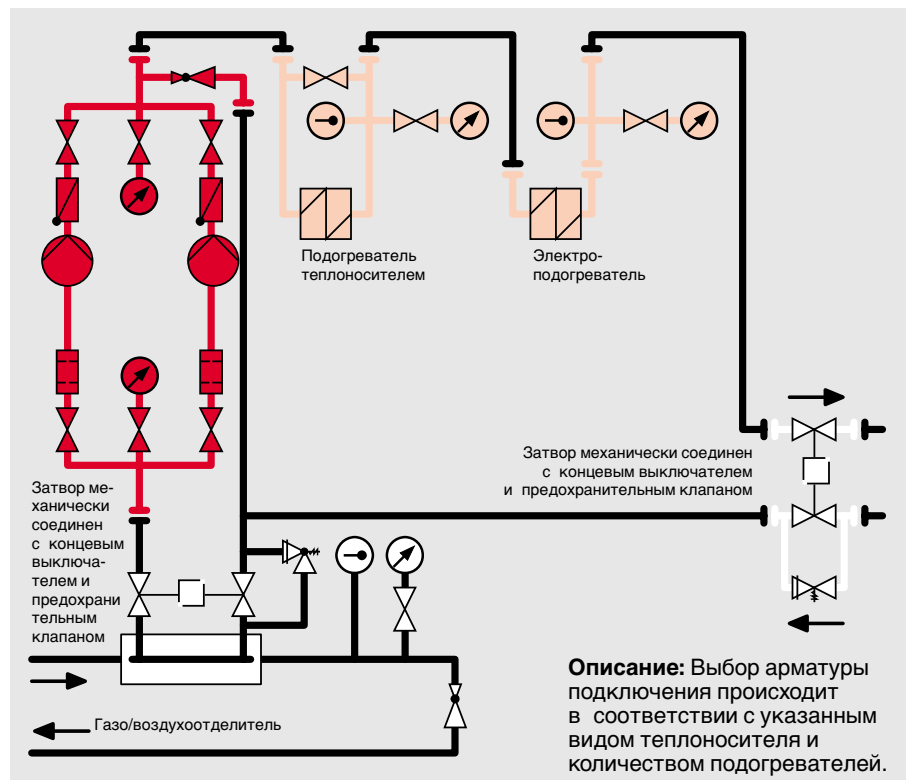 Подогреватель
теплоносителем
Электро-
подогреватель
Затвор механически соединен
с концевым выключателем
и предохранительным клапаном
Затвор ме-
ханически
соединен
с концевым
выключа-
телем и
предохрани
тельным
клапаном
Газо/воздухоотделитель
Описание: Выбор арматуры
подключения происходит
в соответствии с указанным
видом теплоносителя и
количеством подогревателей.